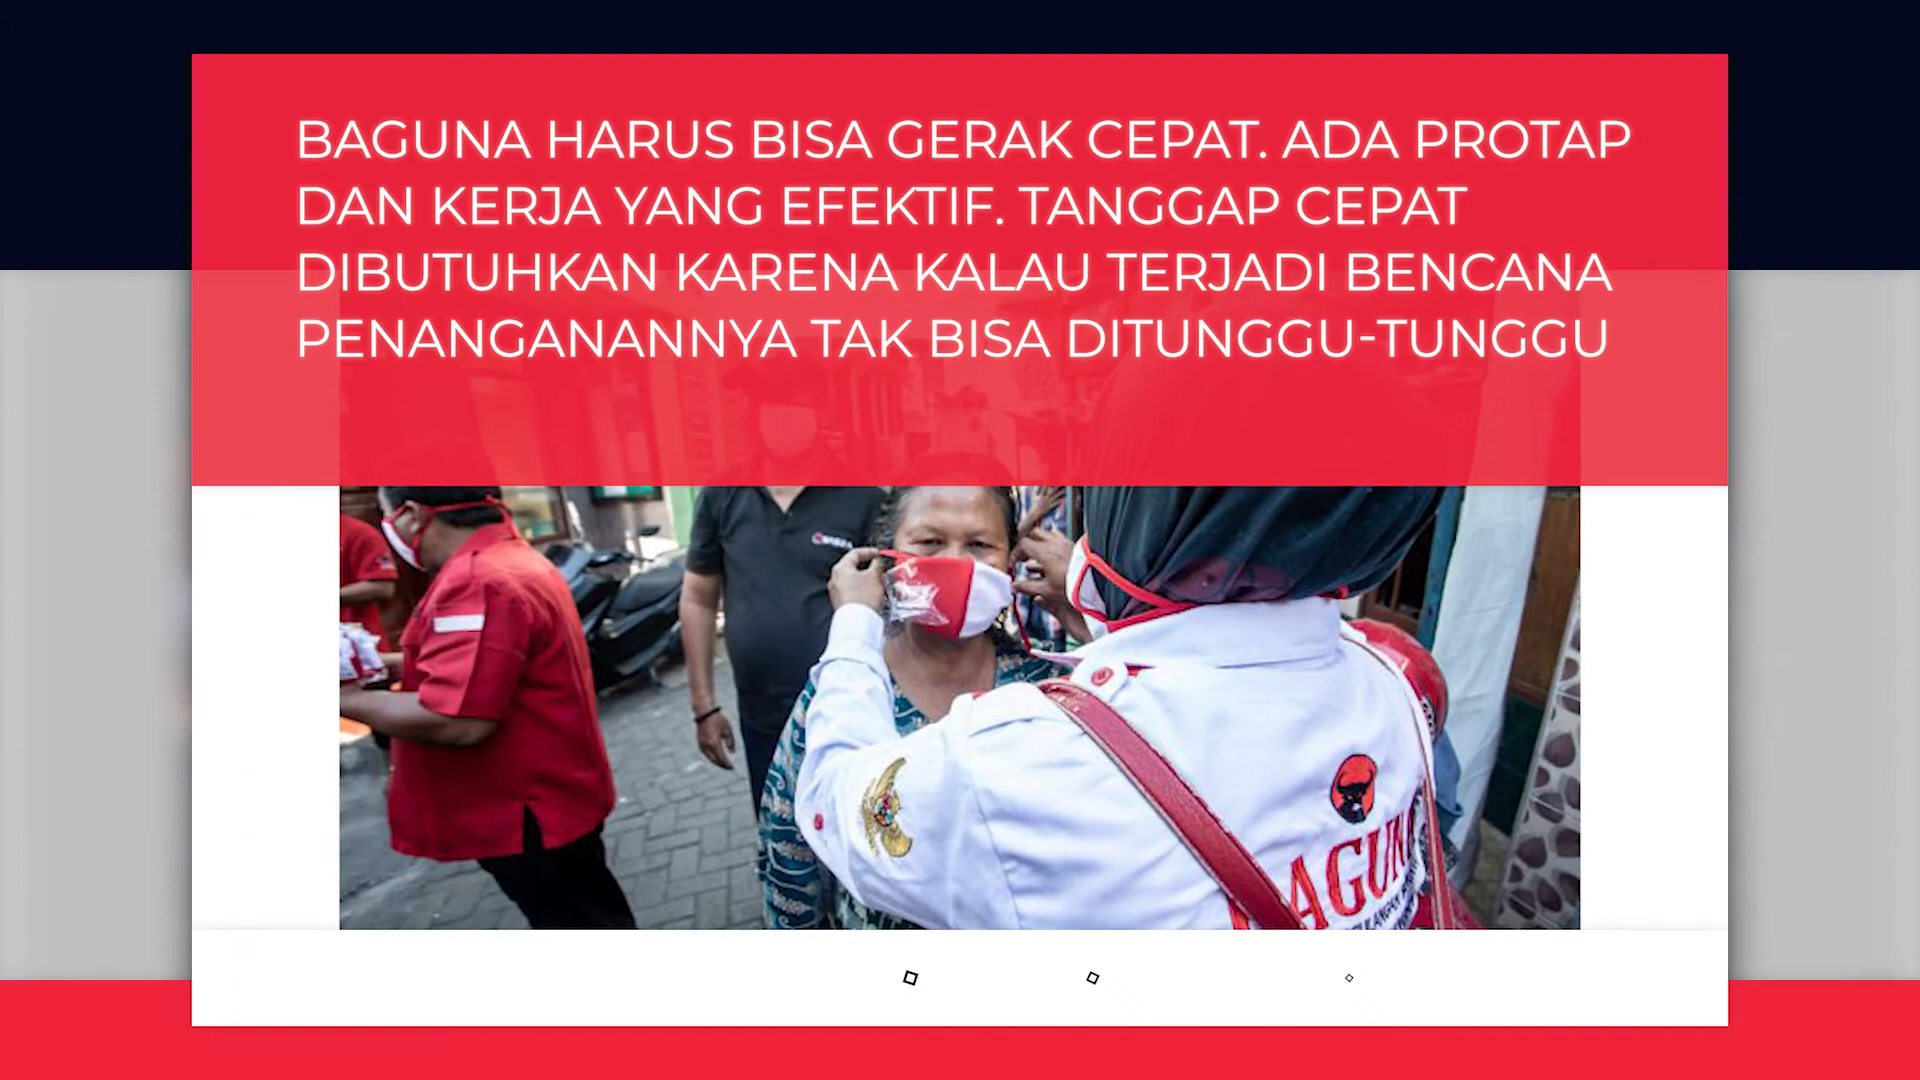 BAGUNA HARUS BISA GERAK CEPAT. ADA PROTAP
DAN KERJA YANG EFEKTIF. TANGGAP CEPAT
DIBUTUHKAN KARENA KALAU TERJADI BENCANA
PENANGANANNYA TAK BISA DITUNGGU-TUNGGU
AGUNA